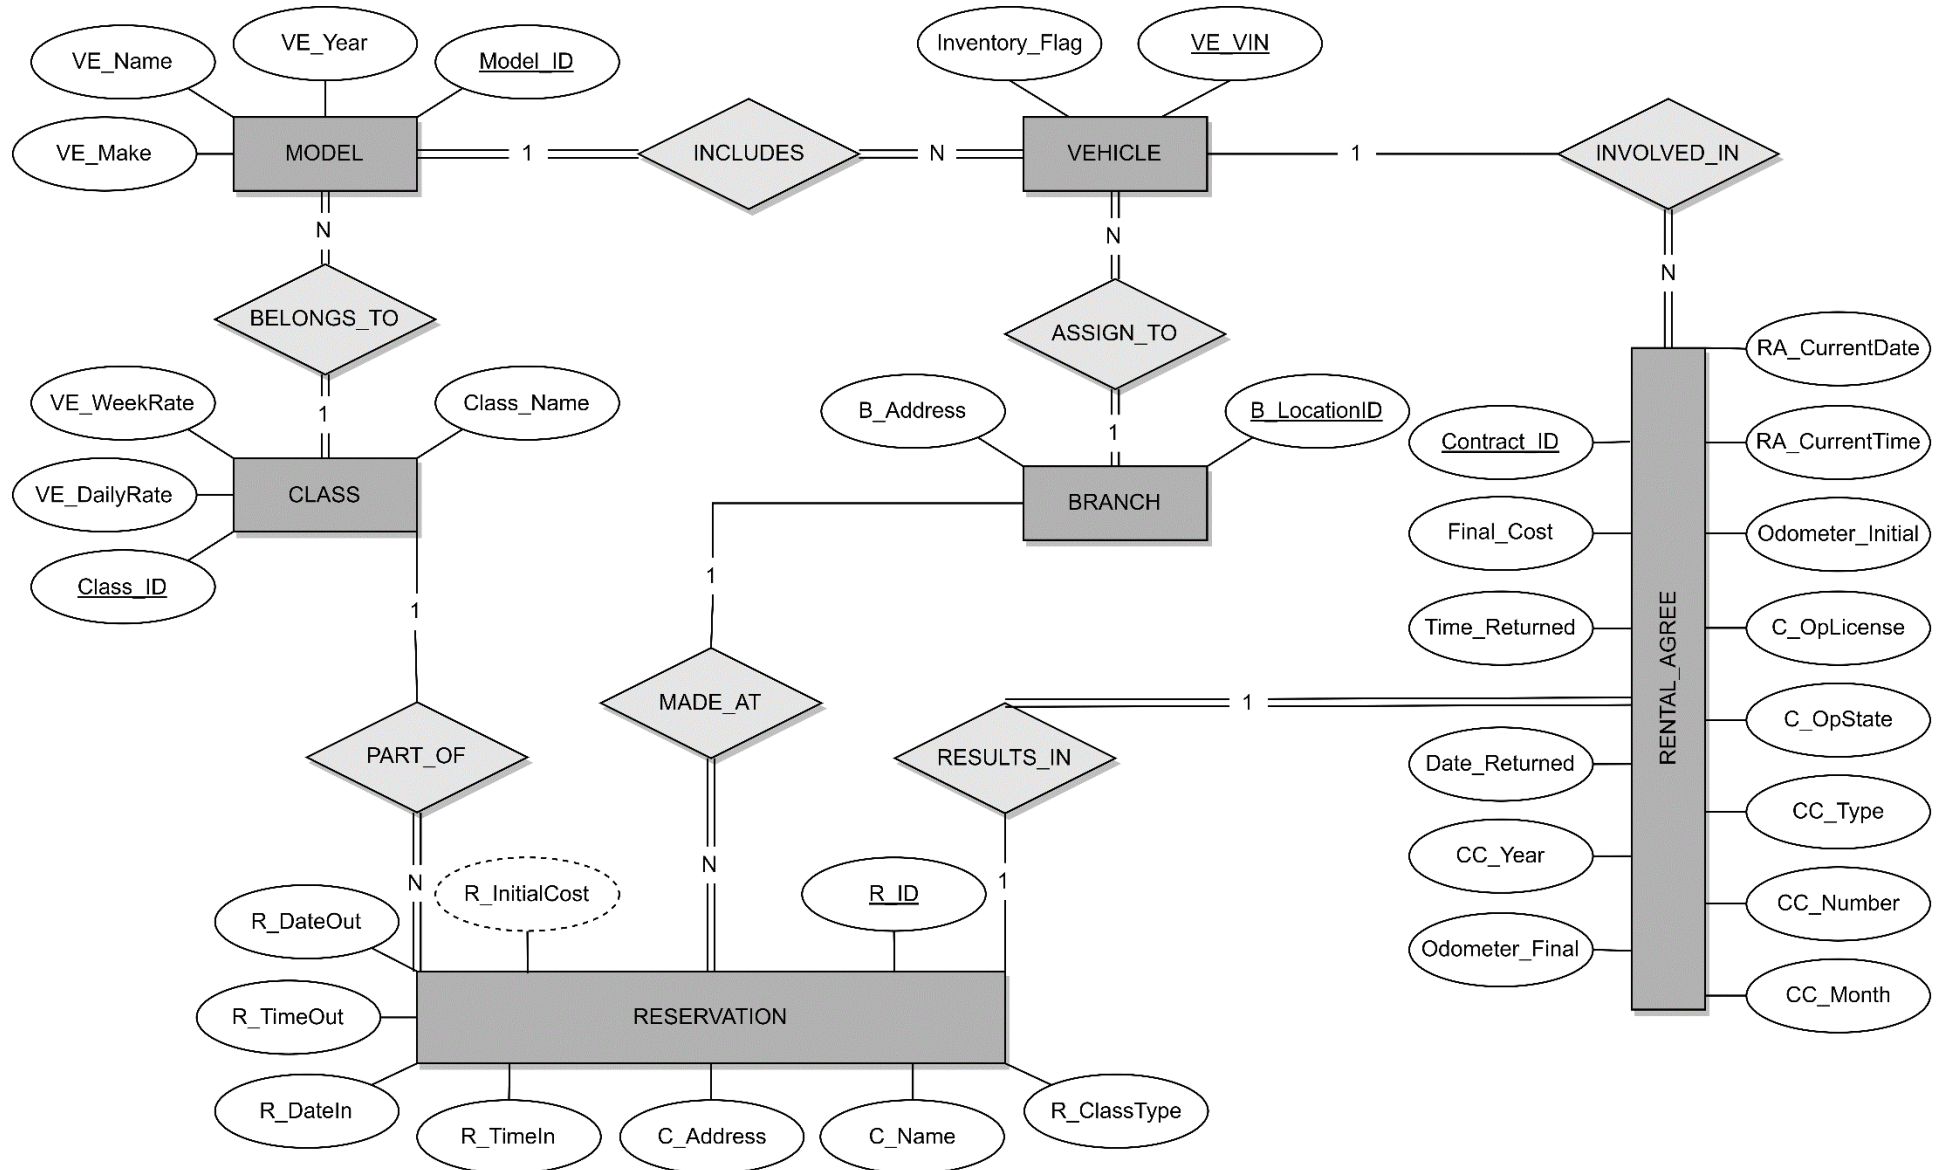 VE_Name
VE_Year
Model_ID
VE_Make
MODEL
1
INCLUDES
N
Inventory_Flag
VE_VIN
VEHICLE
1
INVOLVED_IN
N
N
BELONGS_TO
1
N
ASSIGN_TO
1
VE_WeekRate
Class_Name
VE_DailyRate
CLASS
Class_ID
B_Address
B_LocationID
BRANCH
1
1
PART_OF
MADE_AT
RESULTS_IN
1
N
N
1
R_InitialCost
R_ID
R_DateOut
R_TimeOut
RESERVATION
R_DateIn
R_TimeIn
C_Address
C_Name
R_ClassType
RA_CurrentDate
Contract_ID
RA_CurrentTime
Final_Cost
Odometer_Initial
Time_Returned
C_OpLicense
RENTAL_AGREE
C_OpState
Date_Returned
CC_Type
CC_Year
CC_Number
Odometer_Final
CC_Month